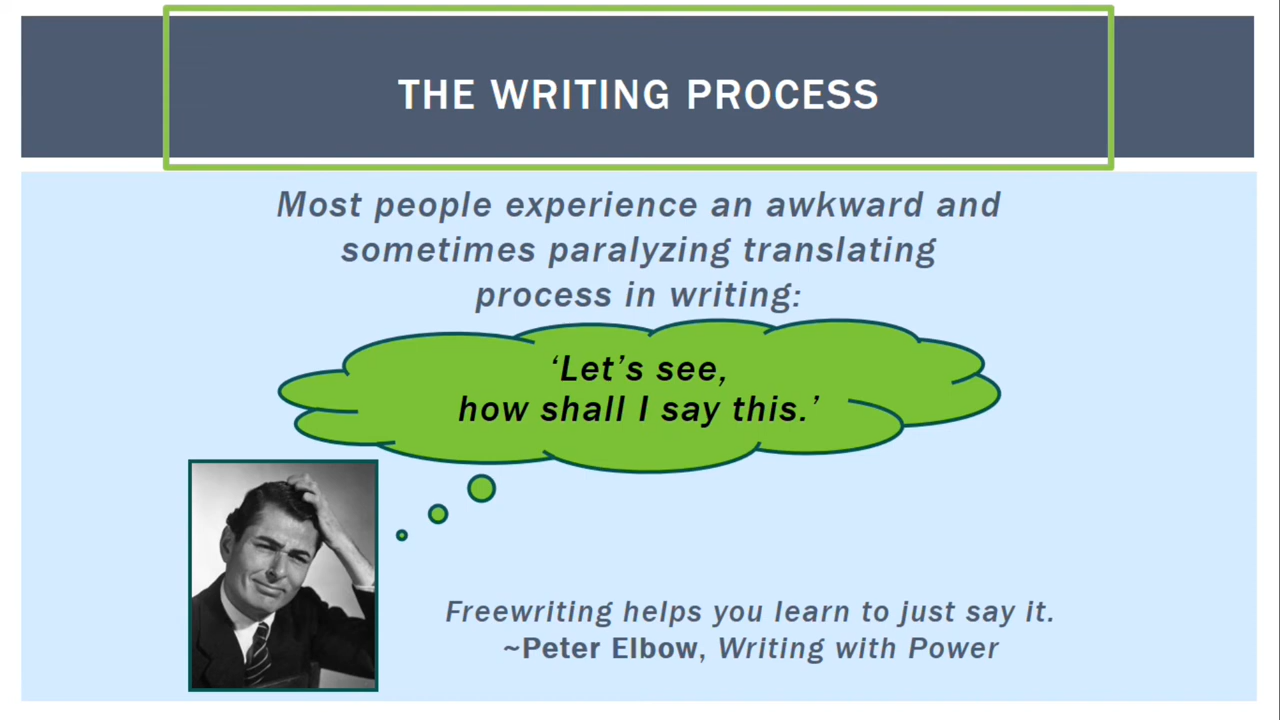 THE WRITING PROCESS
Most people experience an awkward and
sometimes paralyzing translating
process in writing:
‘Let’s see,
how shall I say this.’
Freewriting helps you learn to just say it.
~Peter Elbow, Writing with Power